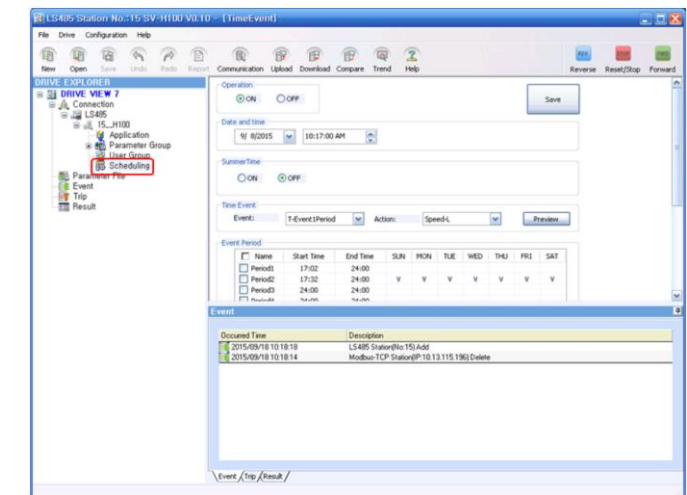 LS485 Station No.:15 SV-H100 V0.10 - [TimeEvent]
File Drive Configuration Help
New Open Save Undo Redo Report Communication Upload Download Compare Trend Help Reverse Reset/Stop Forward
DRIVE EXPLORER
DRIVE VIEW 7
Connection
LS485
15__H100
Application
Parameter Group
User Group
Scheduling
Parameter File
Event
Trip
Result
Operation
ON OFF
Save
Date and time
9/ 8/2015 10:17:00 AM
SummerTime
ON OFF
Time Event
Event: T-Event1Period Action: Speed-L Preview
Event Period
Name Start Time End Time SUN MON TUE WED THU FRI SAT
Period1 17:02 24:00
Period2 17:32 24:00 V V V V V V V
Period3 24:00 24:00
Event
Occured Time Desciption
2015/09/18 10:18:18 LS485 Station(No:15) Add
2015/09/18 10:18:14 Modbus-TCP Station(IP:10.13.115.196) Delete
Event Trip Result